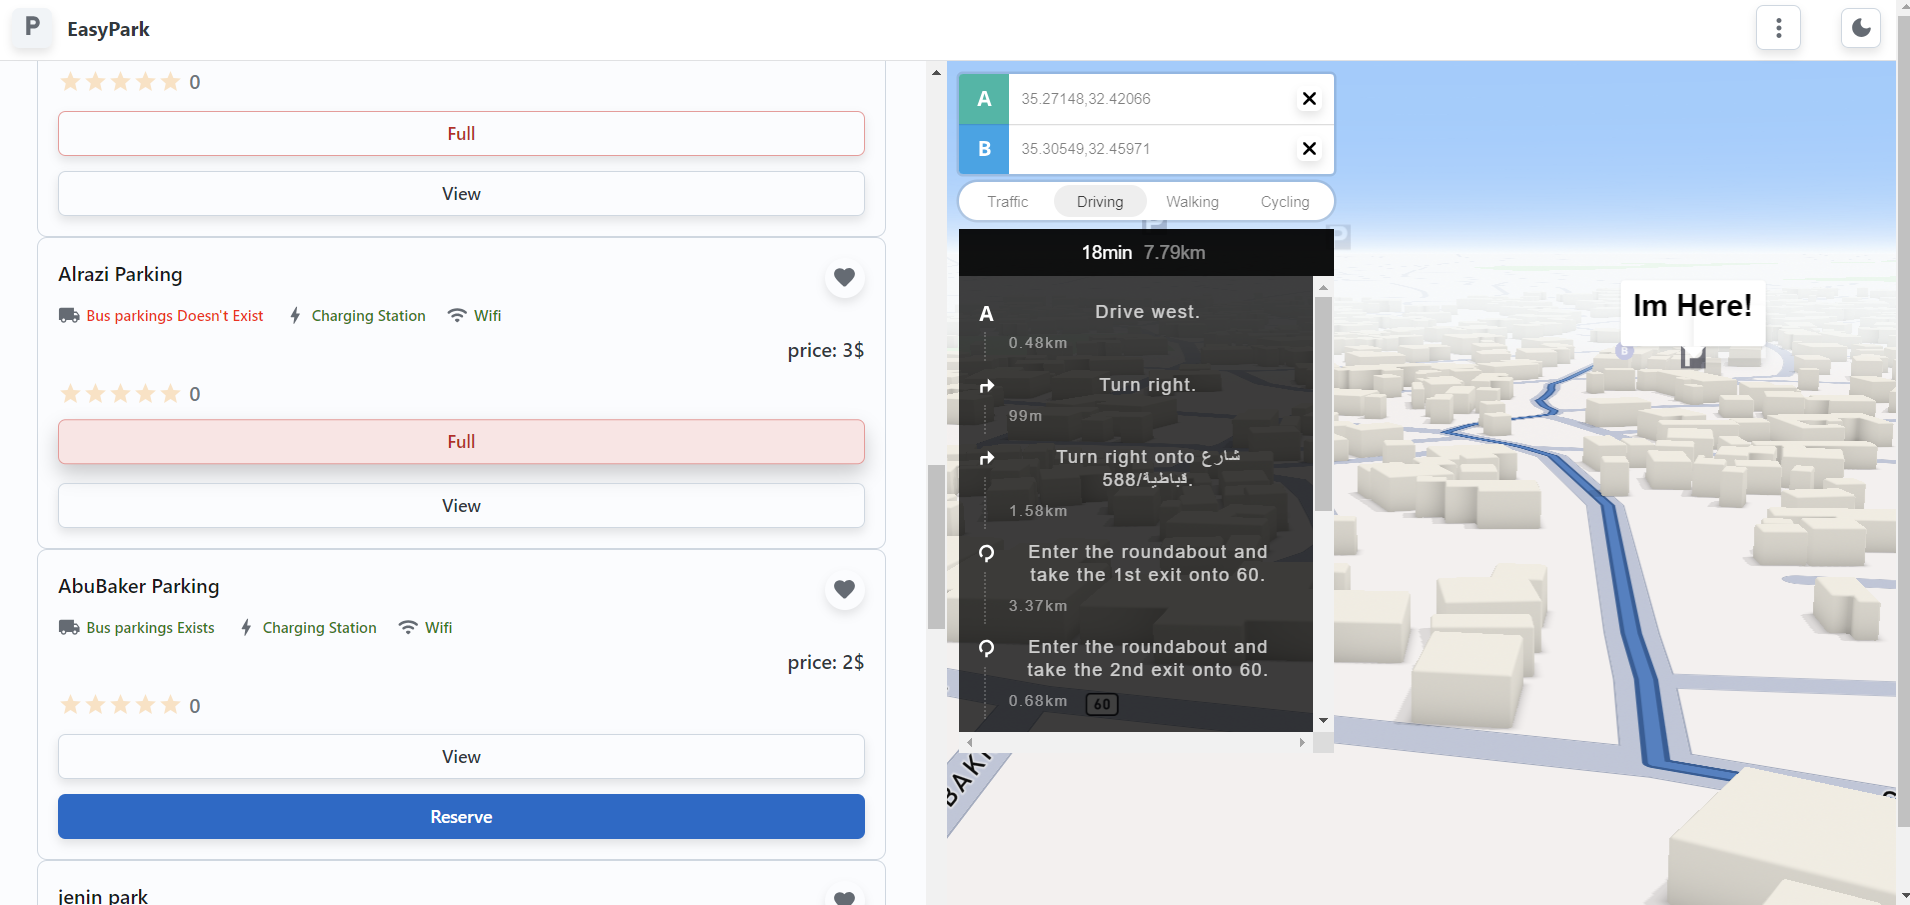 P
EasyPark
0
Full
View
Alrazi Parking
Bus parkings Doesn't Exist
Charging Station
Wifi
price: 3$
0
Full
View
AbuBaker Parking
Bus parkings Exists
Charging Station
Wifi
price: 2$
0
View
Reserve
jenin park
A
35.27148,32.42066
B
35.30549,32.45971
Traffic
Driving
Walking
Cycling
18min 7.79km
A
Drive west.
0.48km
Turn right.
99m
Turn right onto شارع
قباطية/588.
1.58km
Enter the roundabout and
take the 1st exit onto 60.
3.37km
Enter the roundabout and
take the 2nd exit onto 60.
0.68km
60
Im Here!
B
P